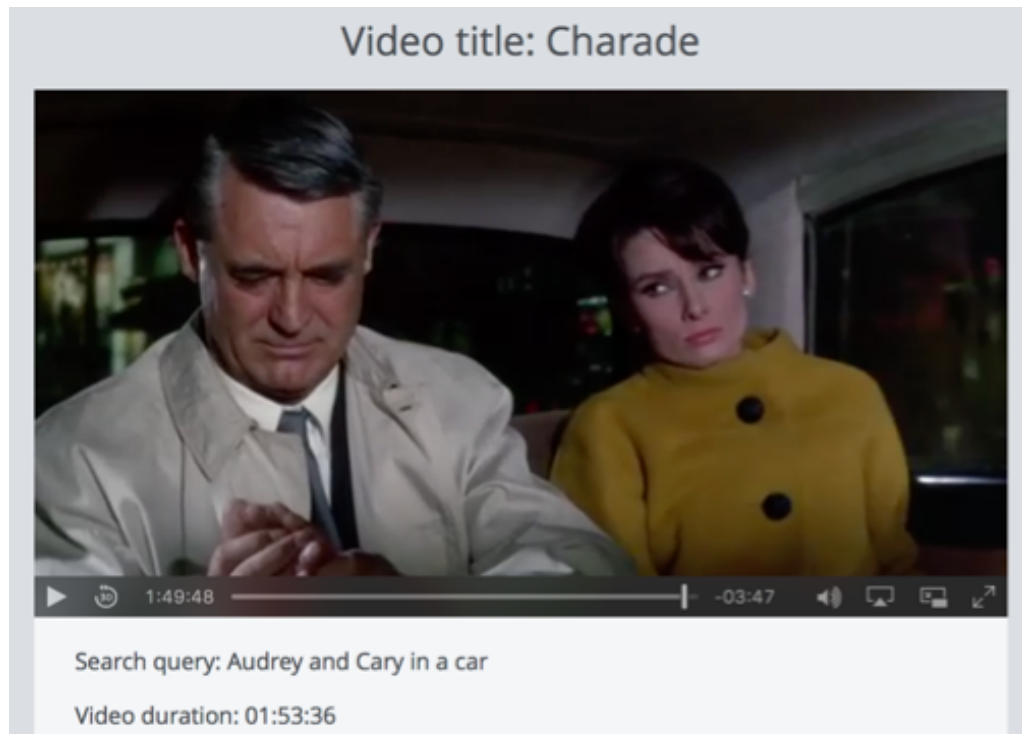 Video title: Charade
30
1:49:48 -03:47
Search query: Audrey and Cary in a car
Video duration: 01:53:36